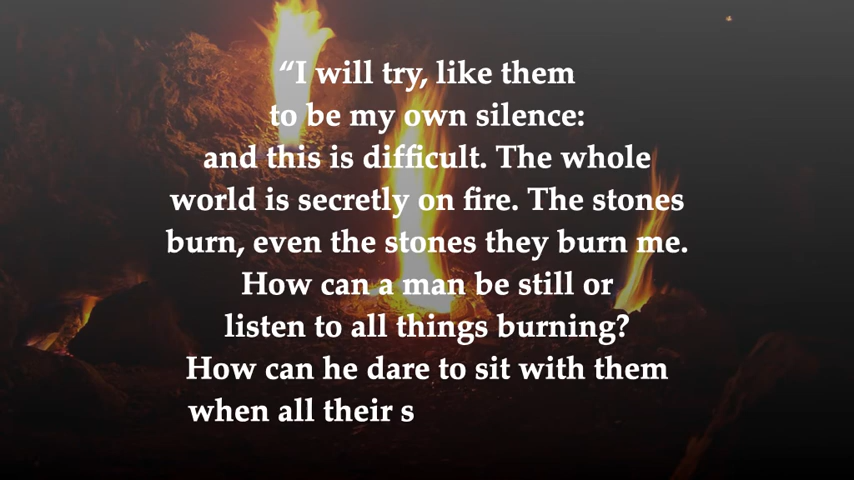 “I will try, like them
to be my own silence:
and this is difficult. The whole
world is secretly on fire. The stones
burn, even the stones they burn me.
How can a man be still or
listen to all things burning?
How can he dare to sit with them
when all their s